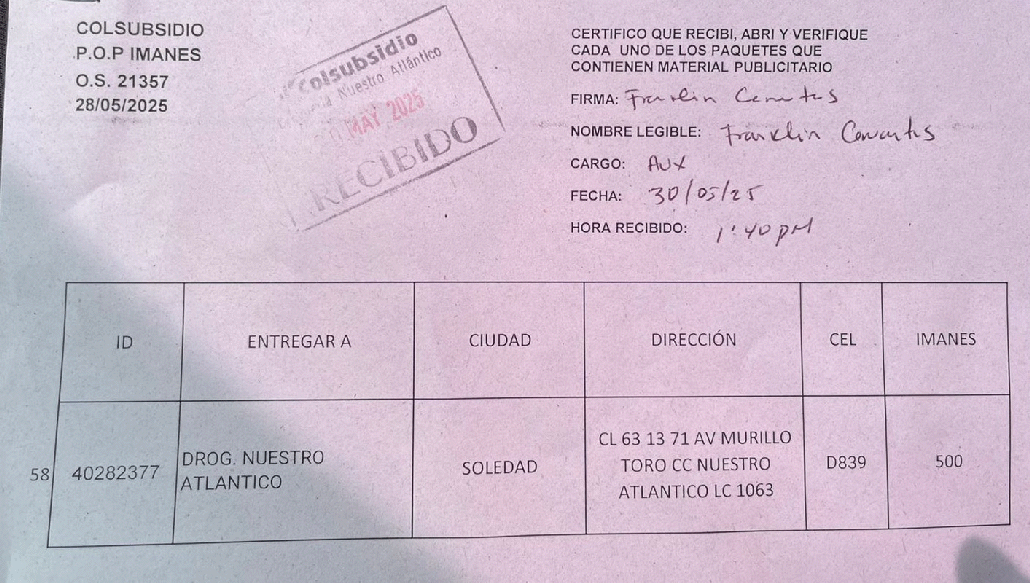 COLSUBSIDIO
P.O.P IMANES
O.S. 21357
28/05/2025
Colsubsidio
Nuestro Atlántico
MAY 2025
RECIBIDO
CERTIFICO QUE RECIBI, ABRI Y VERIFIQUE
CADA UNO DE LOS PAQUETES QUE
CONTIENEN MATERIAL PUBLICITARIO
FIRMA: Franklin
NOMBRE LEGIBLE: Franklin Cervantes
CARGO: AUX
FECHA: 30/05/25
HORA RECIBIDO: 1:40 pM
ID ENTREGAR A CIUDAD DIRECCIÓN CEL IMANES
58 40282377 DROG. NUESTRO ATLANTICO SOLEDAD CL 63 13 71 AV MURILLO TORO CC NUESTRO ATLANTICO LC 1063 D839 500